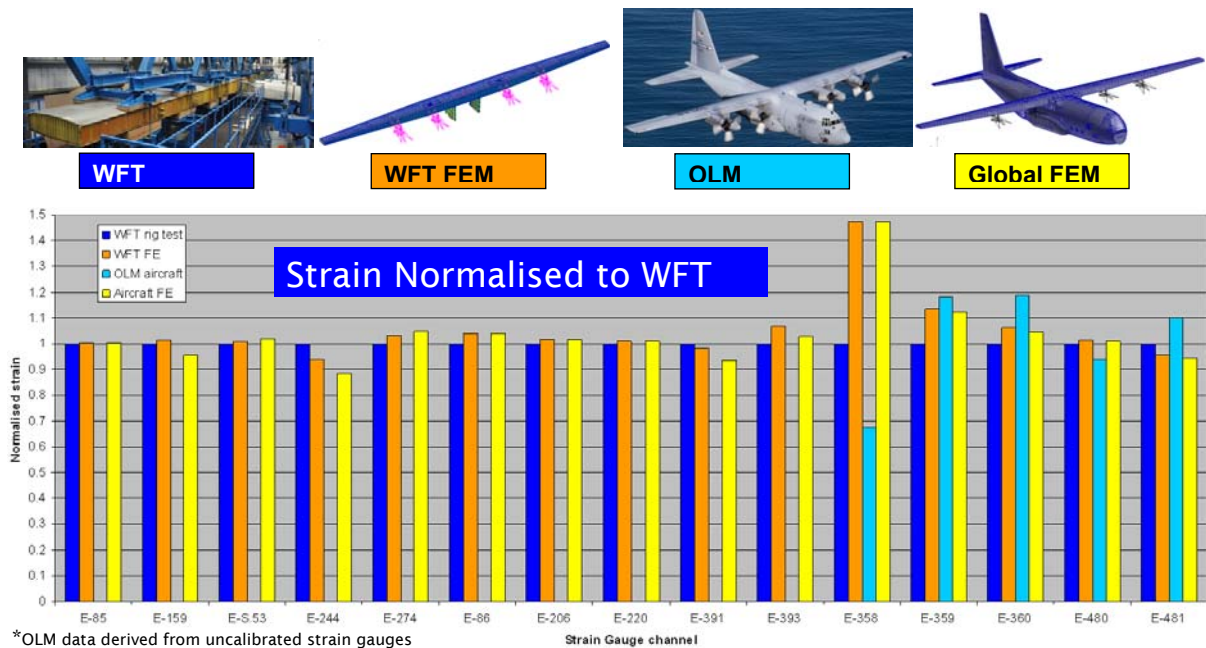 WFT
WFT FEM
OLM
Global FEM
Strain Normalised to WFT
WFT rig test
WFT FE
OLM aircraft
Aircraft FE
Normalised strain
1.5
1.4
1.3
1.2
1.1
1
0.9
0.8
0.7
0.6
0.5
0.4
0.3
0.2
0.1
0
E-85
E-159
E-S:53
E-244
E-274
E-86
E-206
E-220
E-391
E-393
E-358
E-359
E-360
E-480
E-481
Strain Gauge channel
*OLM data derived from uncalibrated strain gauges